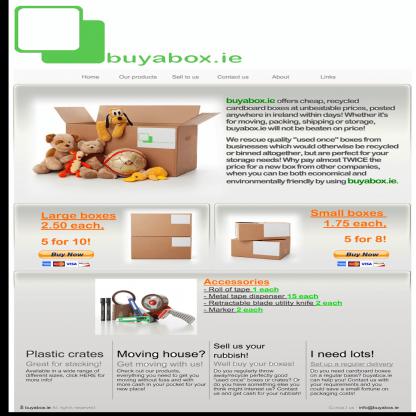 buyabox.ie
Home Our products Sell to us Contact us About Links
buyabox.ie offers cheap, recycled
cardboard boxes at unbeatable prices, posted
anywhere in Ireland within days! Whether it's
for moving, packing, shipping or storage,
buyabox.ie will not be beaten on price!
We rescue quality "used once" boxes from
businesses which would otherwise be recycled
or binned altogether, but are perfect for your
storage needs! Why pay almost TWICE the
price for a new box from other companies,
when you can be both economical and
environmentally friendly by using buyabox.ie.
Large boxes
2.50 each,
5 for 10!
Buy Now
VISA
Small boxes
1.75 each,
5 for 8!
Buy Now
VISA
Accessories
- Roll of tape 1 each
- Metal tape dispenser 15 each
- Retractable blade utility knife 2 each
- Marker 2 each
Plastic crates
Great for stacking!
Available in a wide range of
different sizes, click HERE for
more info!
Moving house?
Get moving with us!
Check out our products,
everything you need to get you
moving without fuss and with
more cash in your pocket for your
new place!
Sell us your
rubbish!
Well buy your boxes!
Do you regularly throw
away/recycle perfectly good
"used once" boxes or crates? Or
do you have something else you
think might interest us? Contact
us and get cash for your rubbish!
I need lots!
Set up a regular delivery
Do you need cardboard boxes
on a regular basis? buyabox.ie
can help you! Contact us with
your requirements and you
could save a small fortune on
packaging costs!
buyabox.ie All rights reserved
Contact us info@buyabox.ie